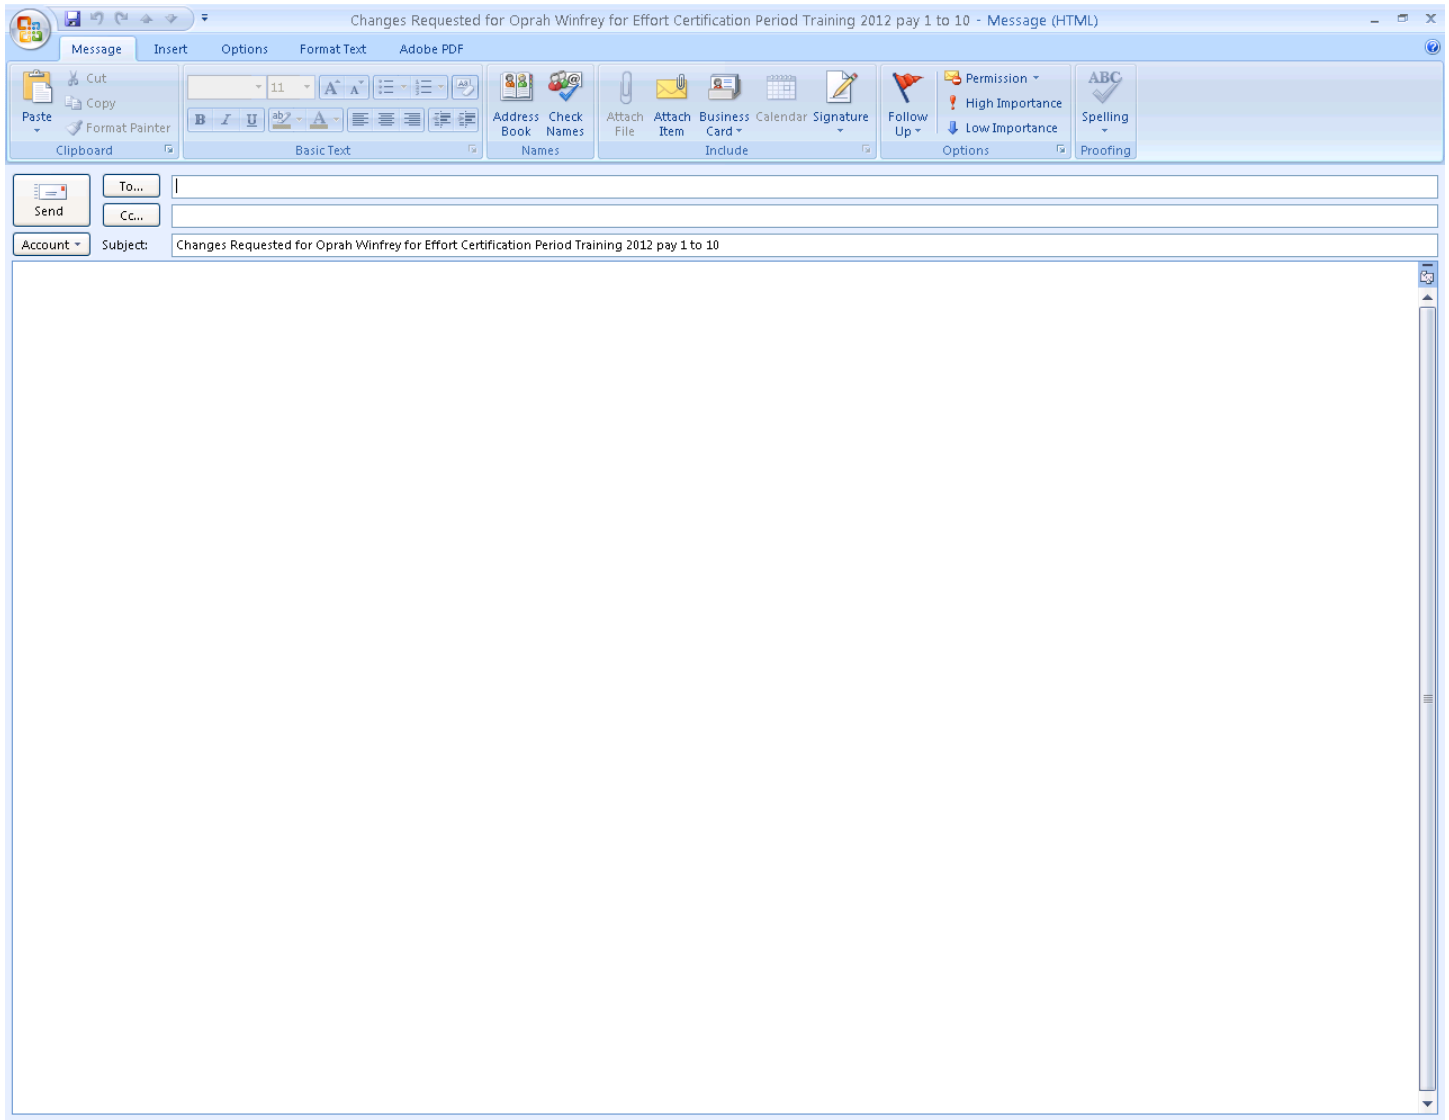 Changes Requested for Oprah Winfrey for Effort Certification Period Training 2012 pay 1 to 10 - Message (HTML)
Message Insert Options Format Text Adobe PDF
Paste
Cut
Copy
Format Painter
Clipboard
11
B I U ab A
Basic Text
Address Book
Check Names
Names
Attach File
Attach Item
Business Card
Calendar
Signature
Include
Follow Up
Permission
High Importance
Low Importance
Options
ABC
Spelling
Proofing
Send
To...
Cc...
Account
Subject: Changes Requested for Oprah Winfrey for Effort Certification Period Training 2012 pay 1 to 10